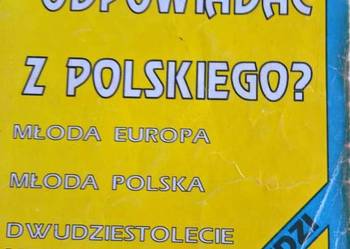 ODPOWIADAĆ
Z POLSKIEGO?
MŁODA EUROPA
MŁODA POLSKA
DWUDZIESTOLECIE